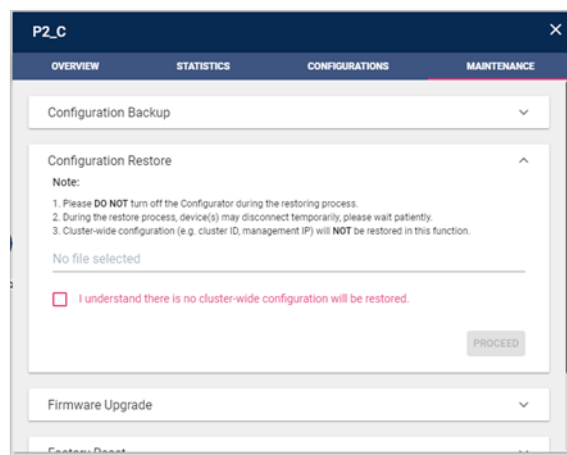 P2_C
OVERVIEW STATISTICS CONFIGURATIONS MAINTENANCE
Configuration Backup
Configuration Restore
Note:
1. Please DO NOT turn off the Configurator during the restoring process.
2. During the restore process, device(s) may disconnect temporarily, please wait patiently.
3. Cluster-wide configuration (e.g. cluster ID, management IP) will NOT be restored in this function.
No file selected
I understand there is no cluster-wide configuration will be restored.
PROCEED
Firmware Upgrade
Factory Reset